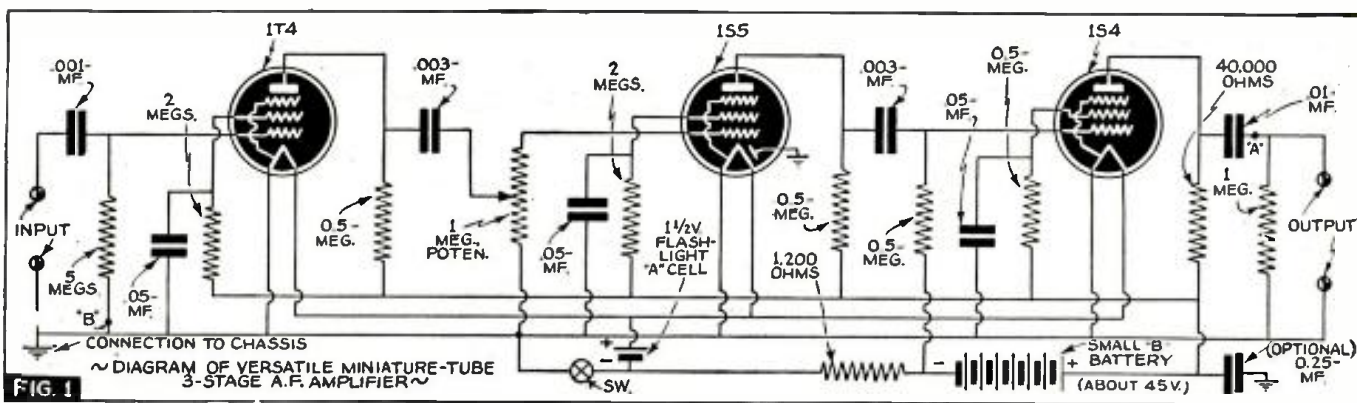 1T4
1S5
1S4
.001-
MF.
2
MEGS.
.003-
MF.
2
MEGS.
.003-
MF.
0.5-
MEG.
.05-
MF.
40,000
OHMS
.01-
MF.
"A"
1
MEG.
INPUT
5
MEGS.
"B"
.05-
MF.
0.5-
MEG.
1
MEG.,
POTEN.
.05-
MF.
1½V.
FLASH-
LIGHT
"A" CELL
0.5-
MEG.
1,200
OHMS
0.5-
MEG.
OUTPUT
CONNECTION TO CHASSIS
~ DIAGRAM OF VERSATILE MINIATURE-TUBE
3-STAGE A.F. AMPLIFIER ~
+
-
SW.
-
SMALL "B"
BATTERY
+
(ABOUT 45V.)
(OPTIONAL)
0.25-
MF.
FIG. 1